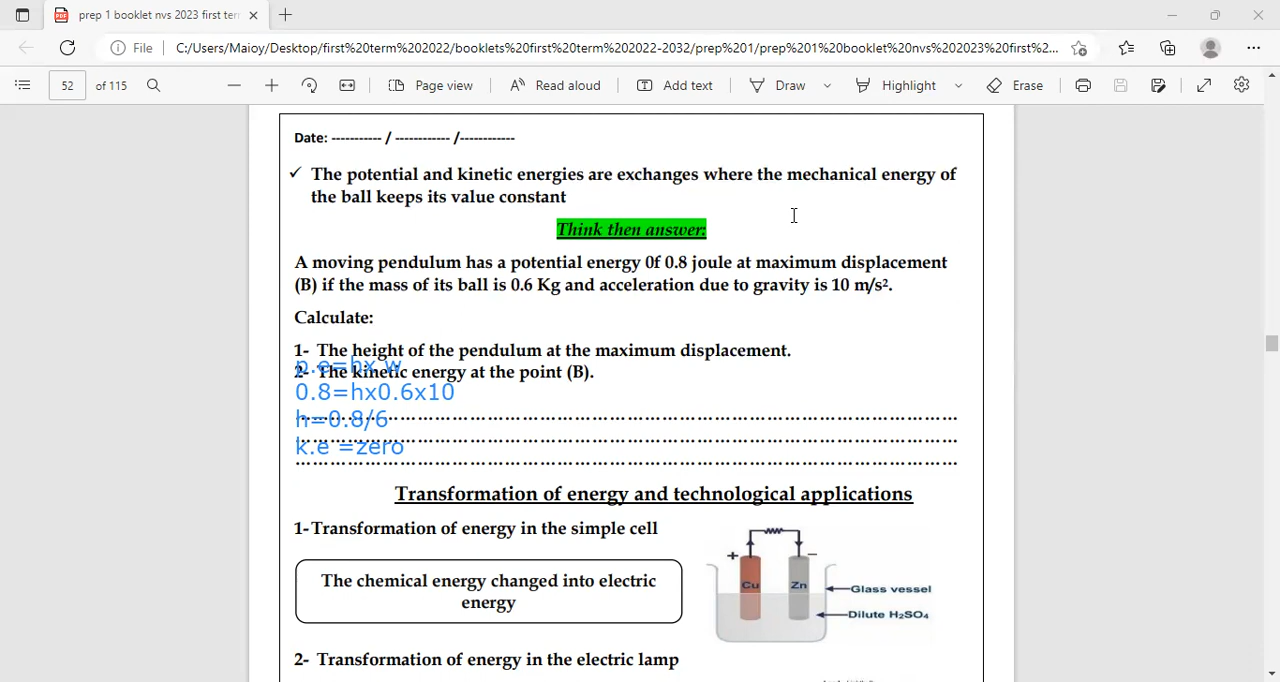 prep 1 booklet nvs 2023 first ter
File
C:/Users/Maioy/Desktop/first%20term%202022/booklets%20first%20term%202022-2032/prep%201/prep%201%20booklet%20nvs%202023%20first%2...
52 of 115
Page view
Read aloud
Add text
Draw
Highlight
Erase
Date: ----------- / ------------ /------------
✓ The potential and kinetic energies are exchanges where the mechanical energy of
the ball keeps its value constant
Think then answer:
A moving pendulum has a potential energy 0f 0.8 joule at maximum displacement
(B) if the mass of its ball is 0.6 Kg and acceleration due to gravity is 10 m/s².
Calculate:
1- The height of the pendulum at the maximum displacement.
p.e=hx w
2- The kinetic energy at the point (B).
0.8=hx0.6x10
h=0.8/6
k.e =zero
Transformation of energy and technological applications
1-Transformation of energy in the simple cell
The chemical energy changed into electric
energy
+ −
Cu Zn
Glass vessel
Dilute H₂SO₄
2- Transformation of energy in the electric lamp